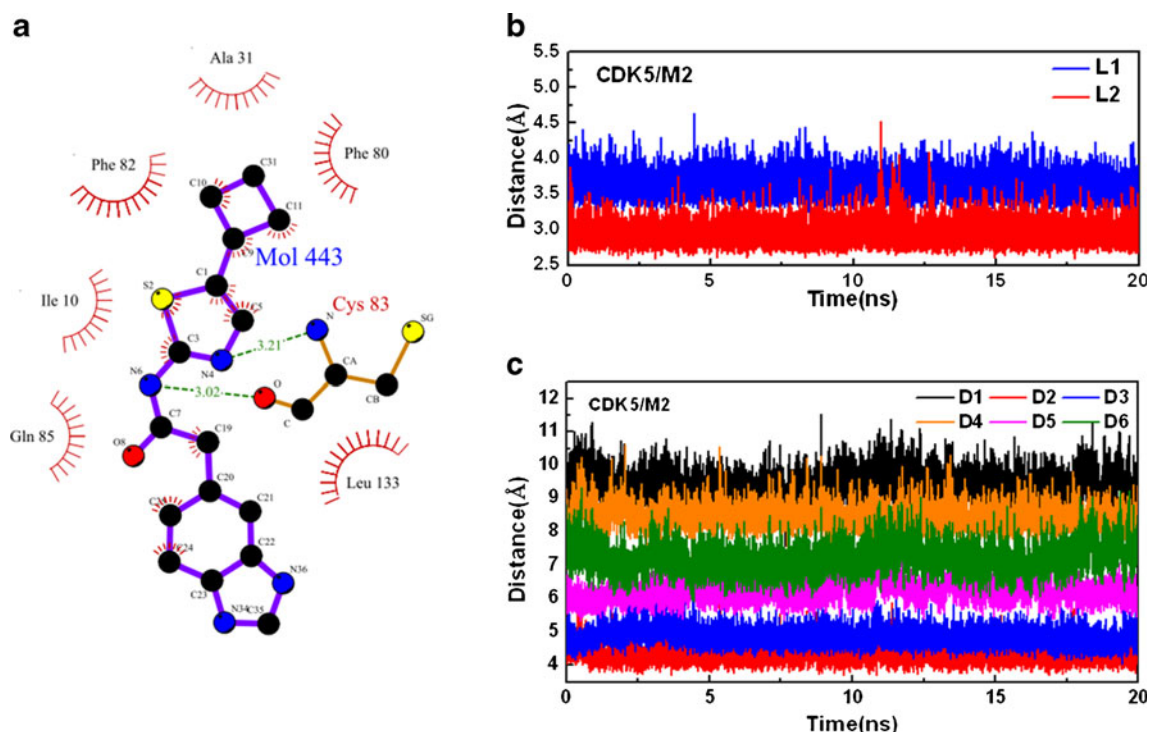 a
Ala 31
Phe 82
Phe 80
C31
C10
C11
C9
Mol 443
C1
S2
C5
Cys 83
Ile 10
N
SG
C3
3.21
N4
CA
N6
O
CB
3.02
C
C7
Gln 85
O8
C19
Leu 133
C20
C21
C24
C22
C23
N36
N34
C35
b
CDK5/M2
L1
L2
Distance(Å)
5.5
5.0
4.5
4.0
3.5
3.0
2.5
0 5 10 15 20
Time(ns)
c
CDK5/M2
D1 D2 D3
D4 D5 D6
Distance(Å)
12
11
10
9
8
7
6
5
4
0 5 10 15 20
Time(ns)